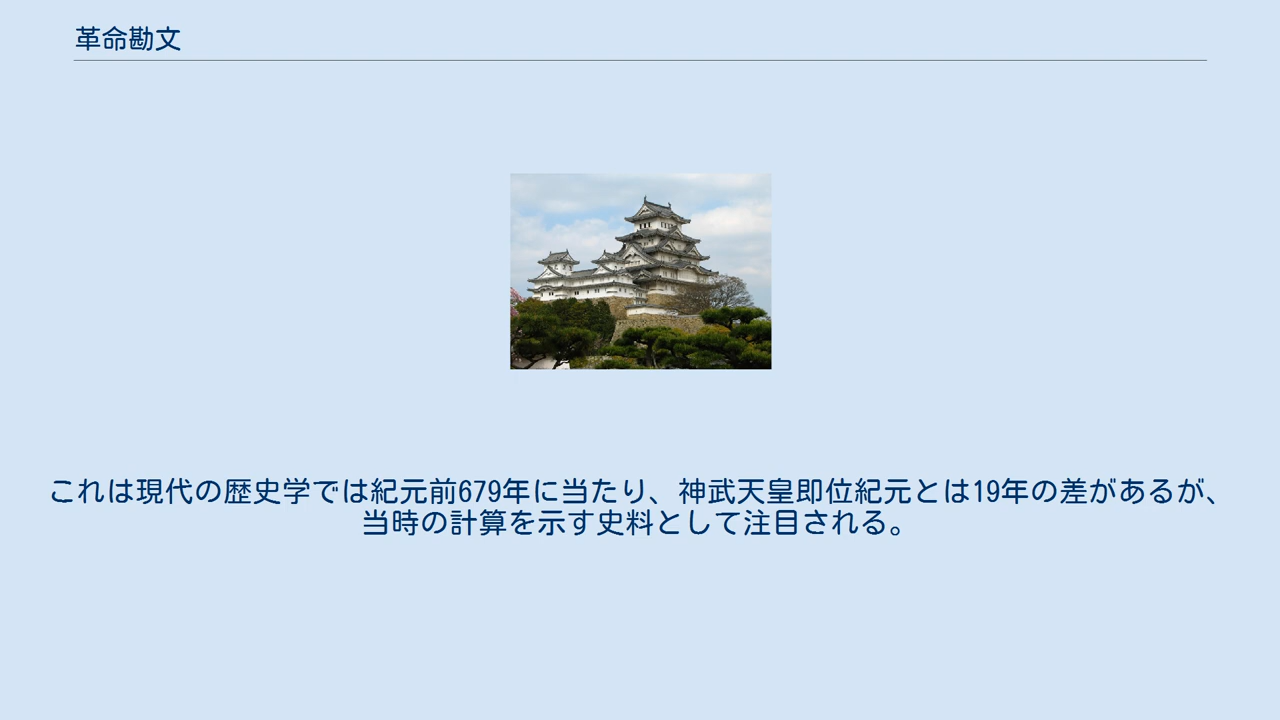 革命勘文
これは現代の歴史学では紀元前679年に当たり、神武天皇即位紀元とは19年の差があるが、
当時の計算を示す史料として注目される。